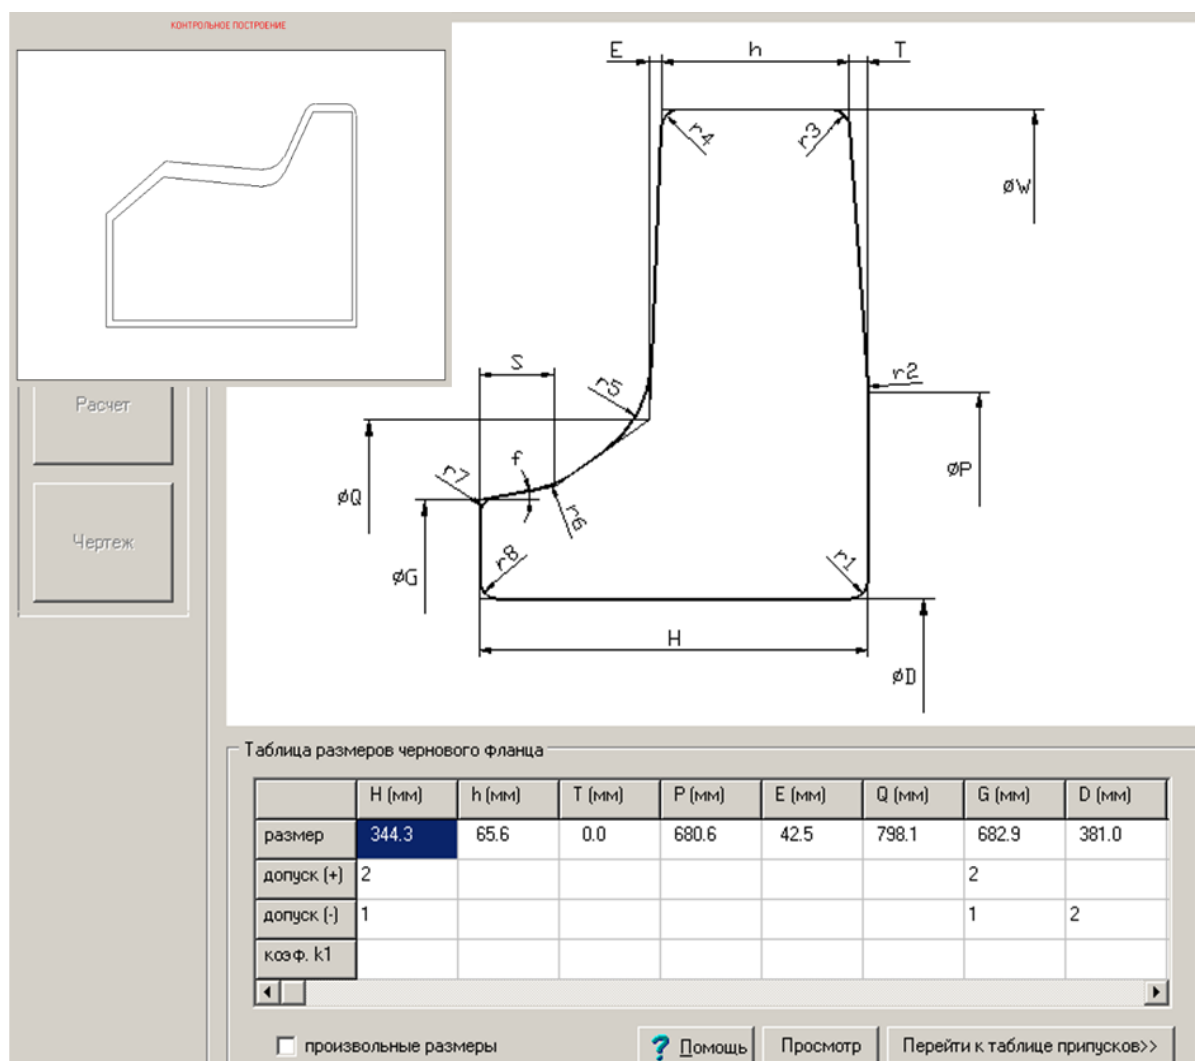 КОНТРОЛЬНОЕ ПОСТРОЕНИЕ
E h T
r4 r3
øW
S
r5
r2
Расчет
øP
f
r7
øQ
r6
Чертеж
r8 r1
øG
H
øD
Таблица размеров чернового фланца
H (мм) h (мм) T (мм) P (мм) E (мм) Q (мм) G (мм) D (мм)
размер 344.3 65.6 0.0 680.6 42.5 798.1 682.9 381.0
допуск (+) 2 2
допуск (-) 1 1 2
коэф. k1
произвольные размеры ? Помощь Просмотр Перейти к таблице припусков>>